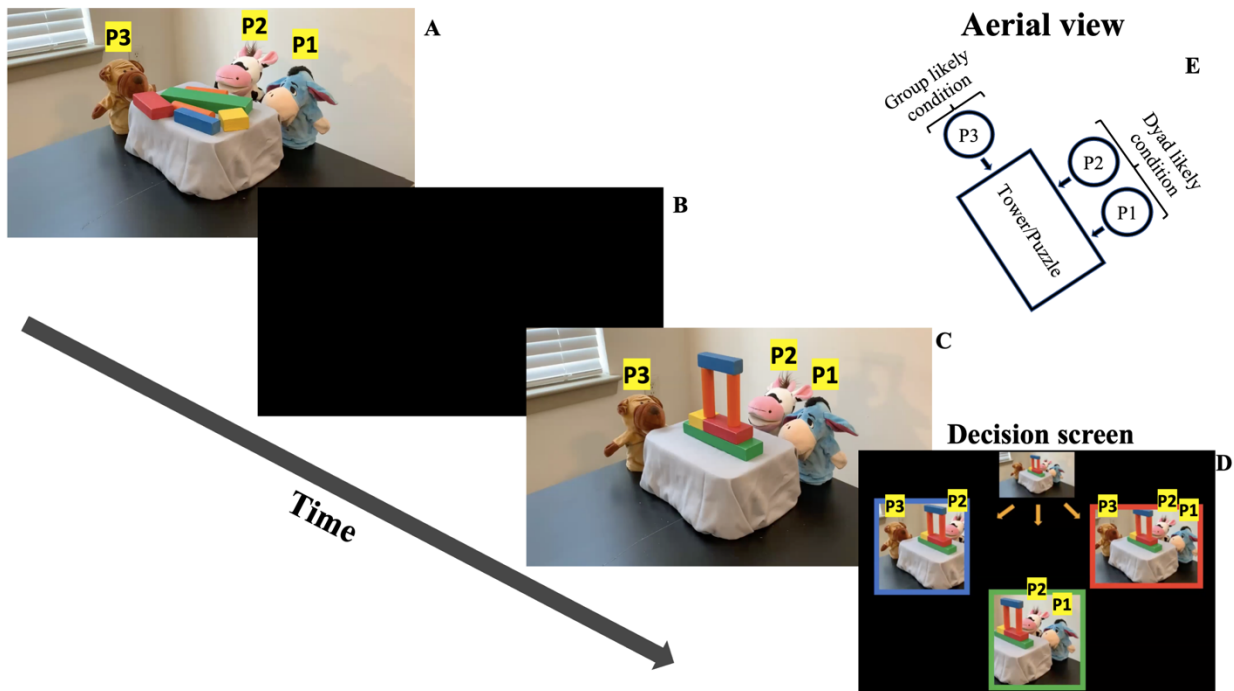 P3
P2
P1
A
B
P3
P2
P1
C
Time
Decision screen
D
P3
P2
P3
P2
P1
P2
P1
Aerial view
E
Group likely
condition
P3
Dyad likely
condition
P2
P1
Tower/Puzzle